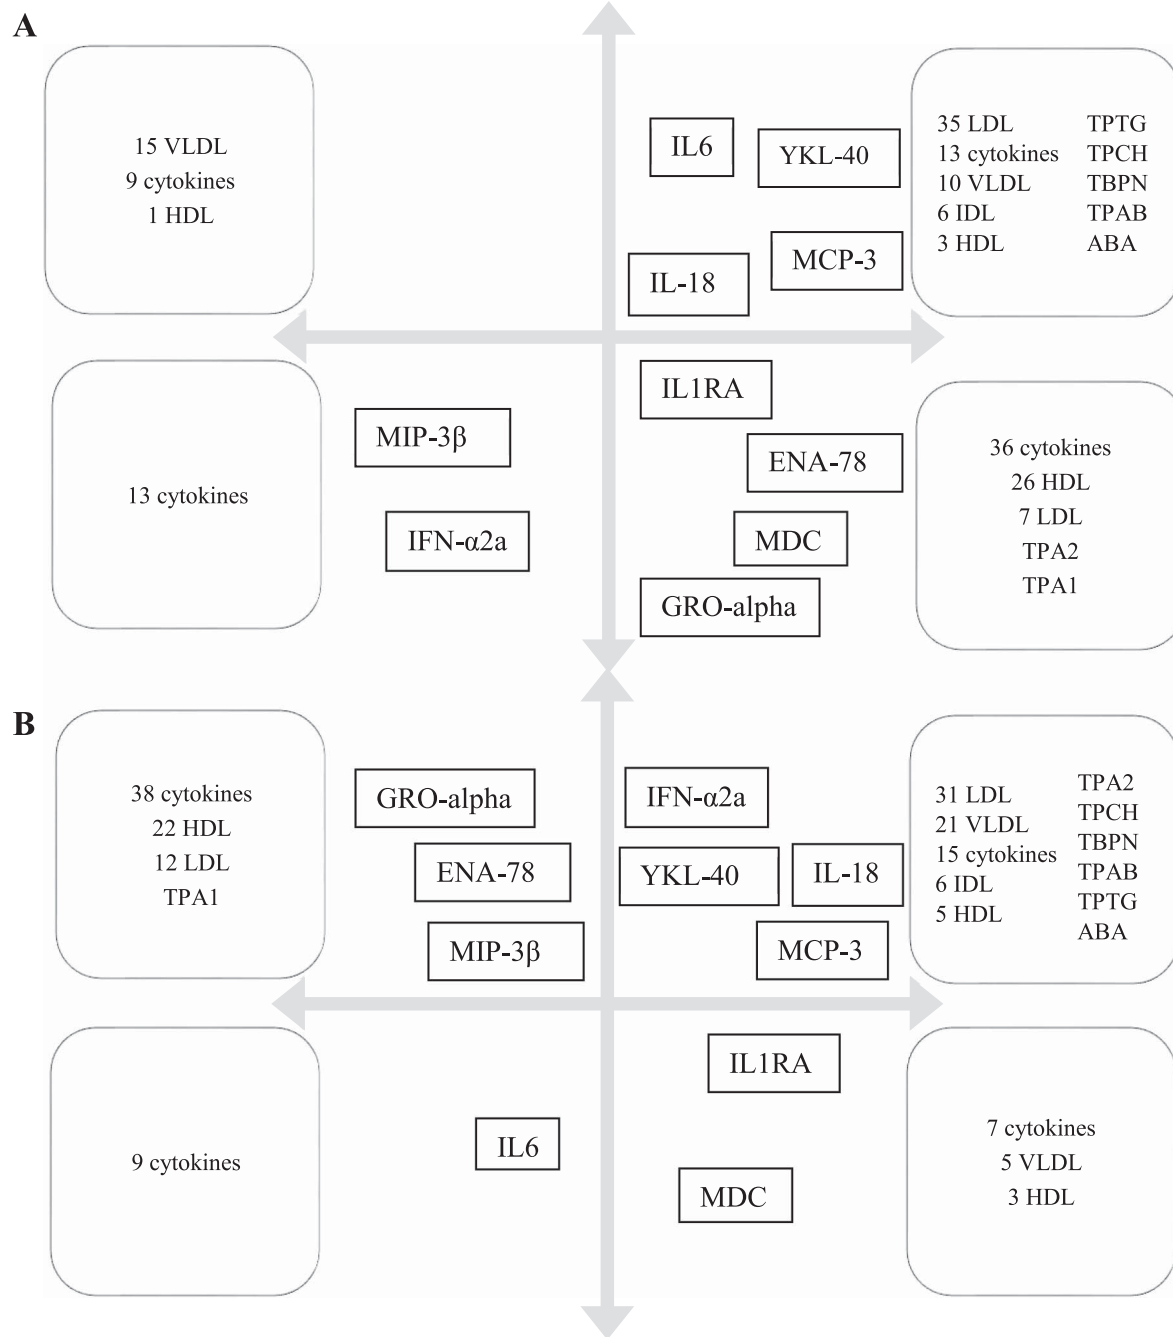 A
15 VLDL
9 cytokines
1 HDL
IL6
YKL-40
IL-18
MCP-3
35 LDL
13 cytokines
10 VLDL
6 IDL
3 HDL
TPTG
TPCH
TBPN
TPAB
ABA
13 cytokines
MIP-3β
IFN-α2a
IL1RA
ENA-78
MDC
GRO-alpha
36 cytokines
26 HDL
7 LDL
TPA2
TPA1
B
38 cytokines
22 HDL
12 LDL
TPA1
GRO-alpha
ENA-78
MIP-3β
IFN-α2a
YKL-40
IL-18
MCP-3
31 LDL
21 VLDL
15 cytokines
6 IDL
5 HDL
TPA2
TPCH
TBPN
TPAB
TPTG
ABA
9 cytokines
IL6
IL1RA
MDC
7 cytokines
5 VLDL
3 HDL